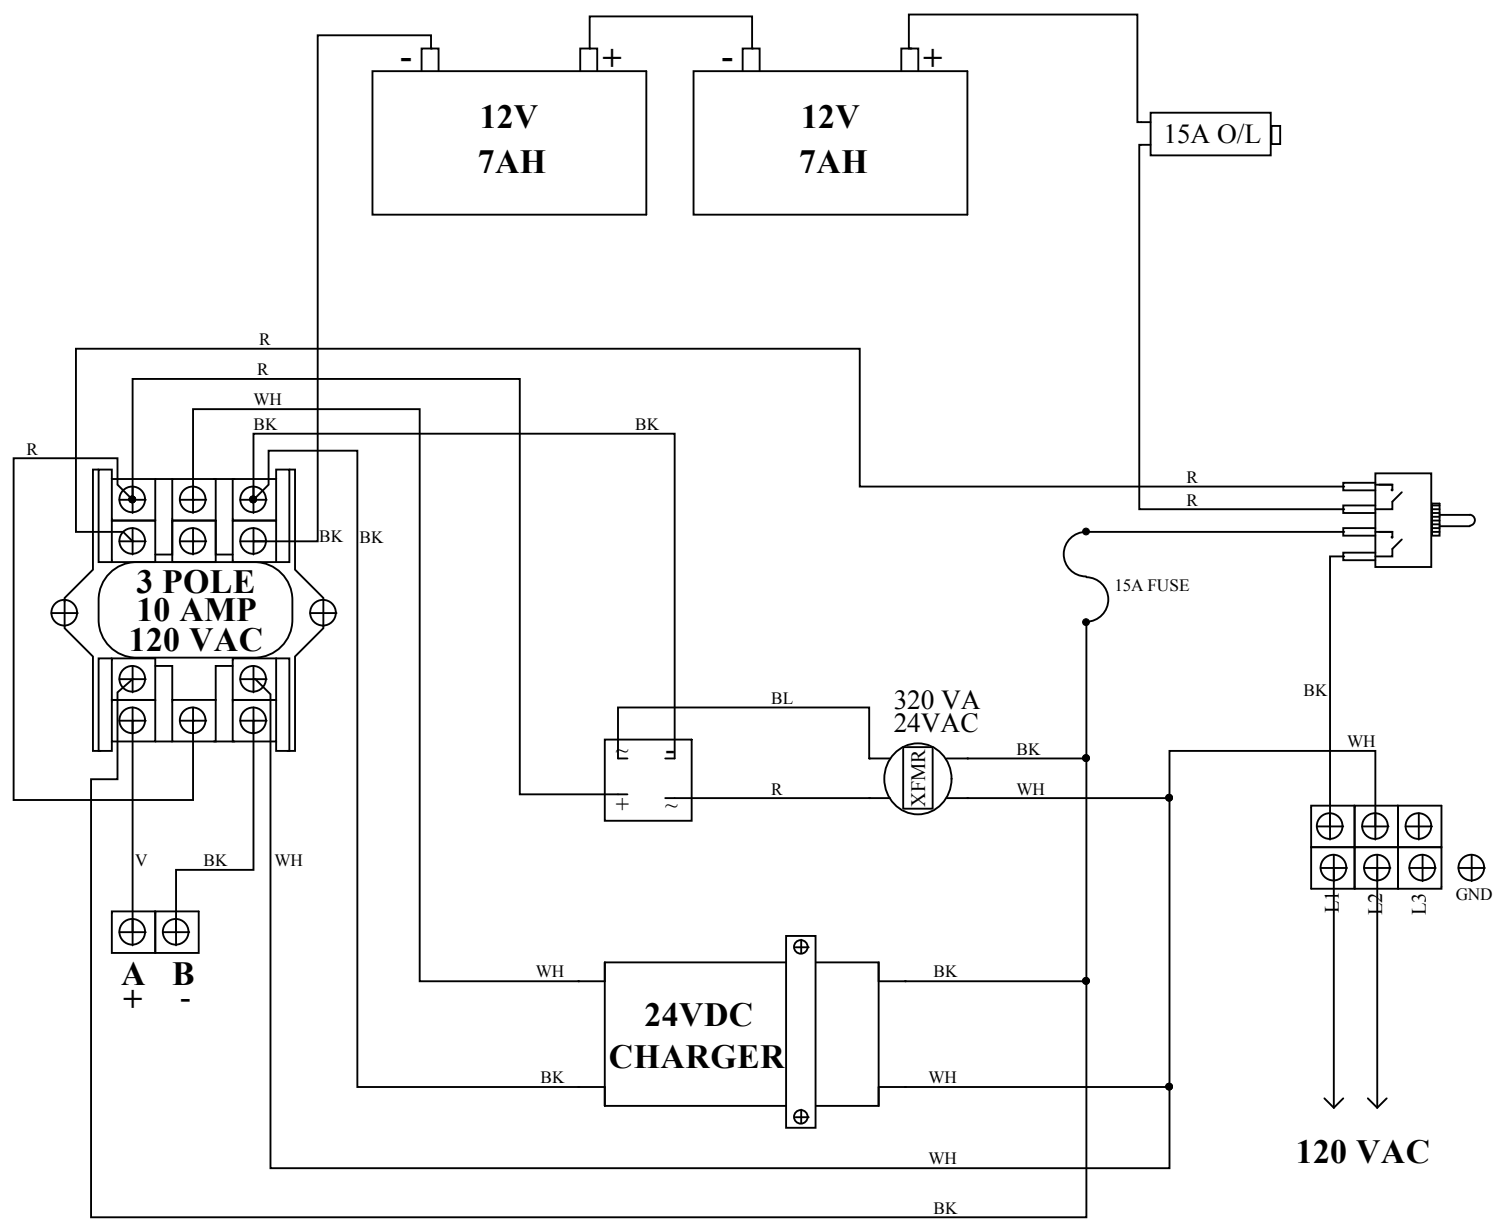 - + - +
12V 12V
7AH 7AH
15A O/L
R
R
WH
BK BK
R
R
R
BK BK
3 POLE
10 AMP
120 VAC
15A FUSE
BK
BL
320 VA
24VAC
XFMR
BK
WH
~ -
+ ~
R
WH
V BK WH
L1 L2 L3 GND
A B
+ -
WH
BK
24VDC
CHARGER
BK
WH
120 VAC
WH
BK